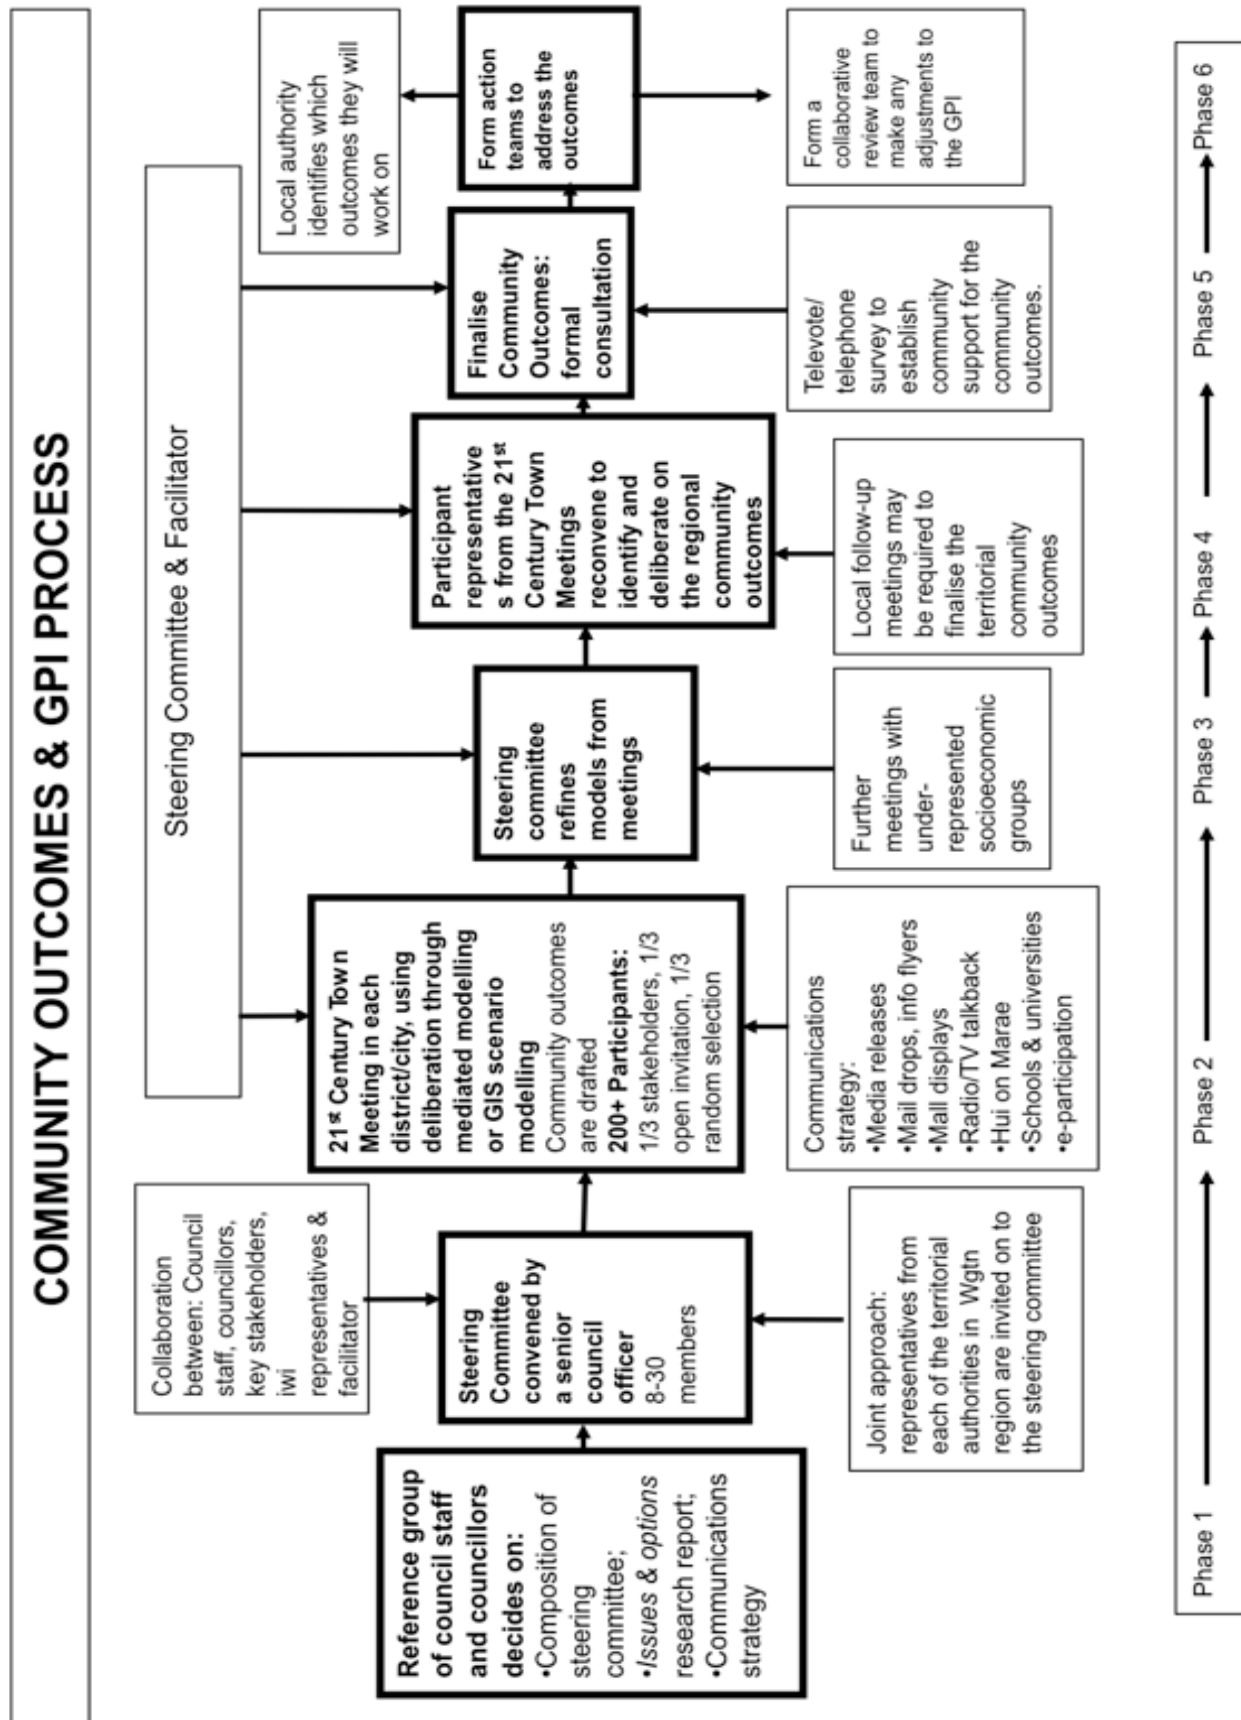 COMMUNITY OUTCOMES & GPI PROCESS
Steering Committee & Facilitator
Collaboration
between: Council
staff, councillors,
key stakeholders,
iwi
representatives &
facilitator
Local authority
identifies which
outcomes they will
work on
Reference group
of council staff
and councillors
decides on:
•Composition of
steering
committee;
•Issues & options
research report;
•Communications
strategy
Steering
Committee
convened by
a senior
council
officer
8-30
members
21st Century Town
Meeting in each
district/city, using
deliberation through
mediated modelling
or GIS scenario
modelling
Community outcomes
are drafted
200+ Participants:
1/3 stakeholders, 1/3
open invitation, 1/3
random selection
Steering
committee
refines
models from
meetings
Participant
representative
s from the 21st
Century Town
Meetings
reconvene to
identify and
deliberate on
the regional
community
outcomes
Finalise
Community
Outcomes:
formal
consultation
Form action
teams to
address the
outcomes
Joint approach:
representatives from
each of the territorial
authorities in Wgtn
region are invited on to
the steering committee
Communications
strategy:
•Media releases
•Mail drops, info flyers
•Mall displays
•Radio/TV talkback
•Hui on Marae
•Schools & universities
•e-participation
Further
meetings with
under-
represented
socioeconomic
groups
Local follow-up
meetings may
be required to
finalise the
territorial
community
outcomes
Televote/
telephone
survey to
establish
community
support for the
community
outcomes.
Form a
collaborative
review team to
make any
adjustments to
the GPI
Phase 1 Phase 2 Phase 3 Phase 4 Phase 5 Phase 6